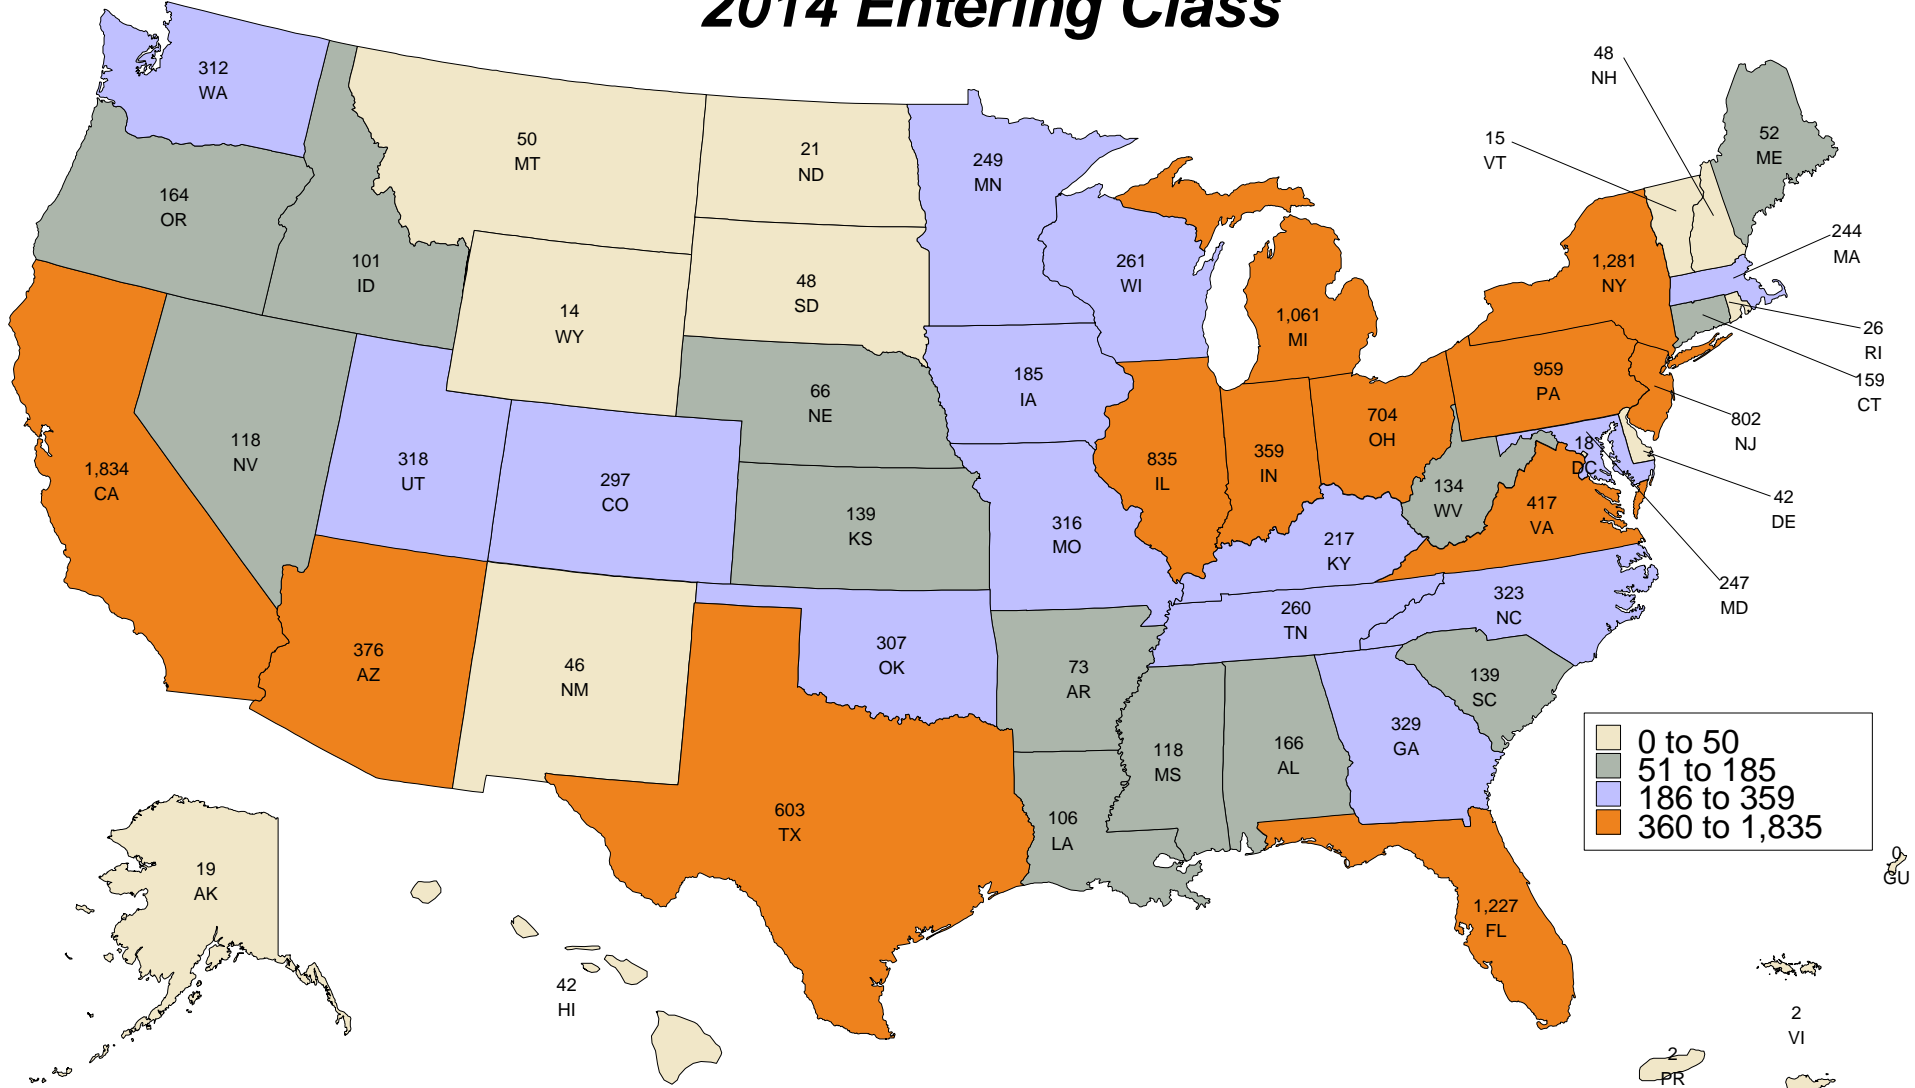 2014 Entering Class
312
WA
48
NH
50
MT
21
ND
249
MN
15
VT
52
ME
164
OR
101
ID
48
SD
261
WI
1,281
NY
244
MA
14
WY
1,061
MI
26
RI
185
IA
959
PA
159
CT
66
NE
704
OH
802
NJ
118
NV
318
UT
297
CO
835
IL
359
IN
18
DC
1,834
CA
139
KS
316
MO
134
WV
417
VA
42
DE
217
KY
247
MD
376
AZ
46
NM
307
OK
73
AR
260
TN
323
NC
139
SC
118
MS
166
AL
329
GA
0 to 50
51 to 185
186 to 359
360 to 1,835
603
TX
106
LA
19
AK
0
GU
1,227
FL
42
HI
2
VI
2
PR